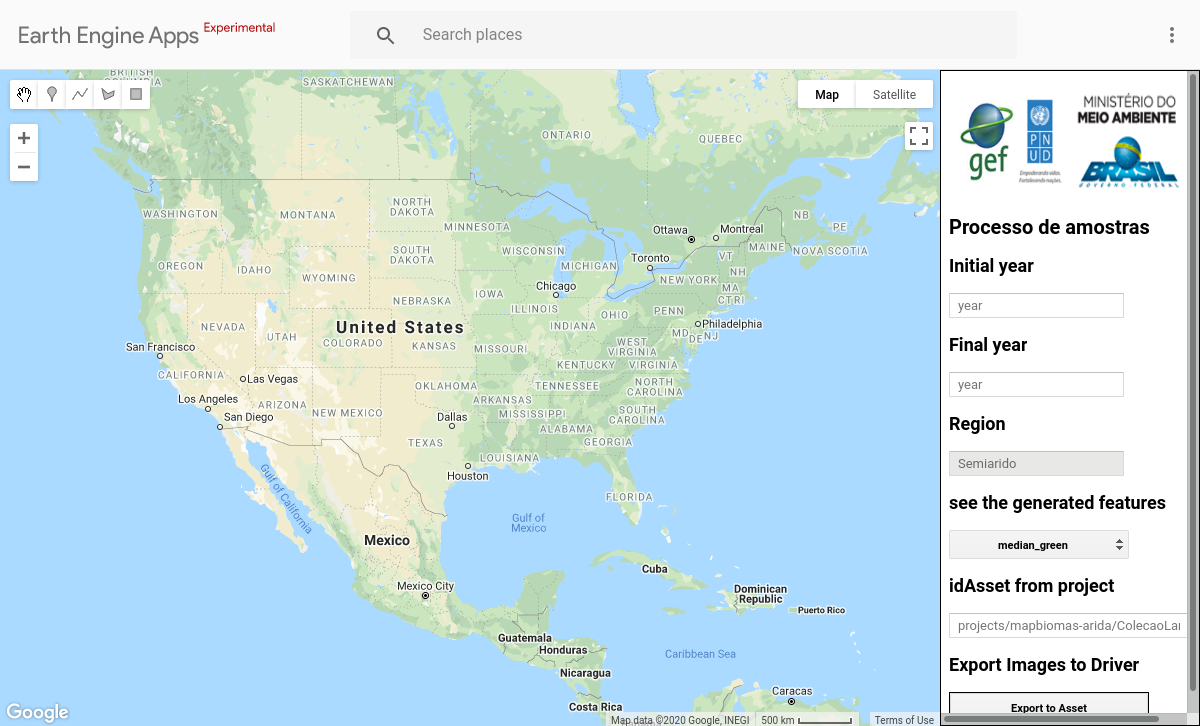 Earth Engine Apps Experimental
Search places
BRITISH
COLUMBIA
SASKATCHEWAN
Map
Satellite
ONTARIO
QUEBEC
WASHINGTON
MONTANA
NORTH
DAKOTA
MINNESOTA
Ottawa
Montreal
NB
PE
MAINE
NOVA SCOTIA
OREGON
IDAHO
WYOMING
SOUTH
DAKOTA
WISCONSIN
MICHIGAN
Toronto
VT
NH
NEW YORK
MA
CT RI
Chicago
IOWA
NEBRASKA
ILLINOIS
INDIANA
OHIO
PENN
Philadelphia
MD
DE
NJ
NEVADA
UTAH
COLORADO
United States
KANSAS
MISSOURI
WEST
VIRGINIA
KENTUCKY
VIRGINIA
San Francisco
CALIFORNIA
Las Vegas
OKLAHOMA
TENNESSEE
NORTH
CAROLINA
Los Angeles
ARIZONA
NEW MEXICO
ARKANSAS
San Diego
Dallas
MISSISSIPPI
SOUTH
CAROLINA
ALABAMA
GEORGIA
TEXAS
LOUISIANA
Houston
FLORIDA
Gulf of California
Gulf of
Mexico
Mexico
Mexico City
Cuba
Dominican
Republic
Puerto Rico
Guatemala
Honduras
Nicaragua
Caribbean Sea
Costa Rica
Caracas
Google
Map data ©2020 Google, INEGI
500 km
Terms of Use
gef
P N
U D
Empoderando vidas.
Fortalecendo nações.
MINISTÉRIO DO
MEIO AMBIENTE
BRASIL
GOVERNO FEDERAL
Processo de amostras
Initial year
year
Final year
year
Region
Semiarido
see the generated features
median_green
idAsset from project
projects/mapbiomas-arida/ColecaoLa
Export Images to Driver
Export to Asset